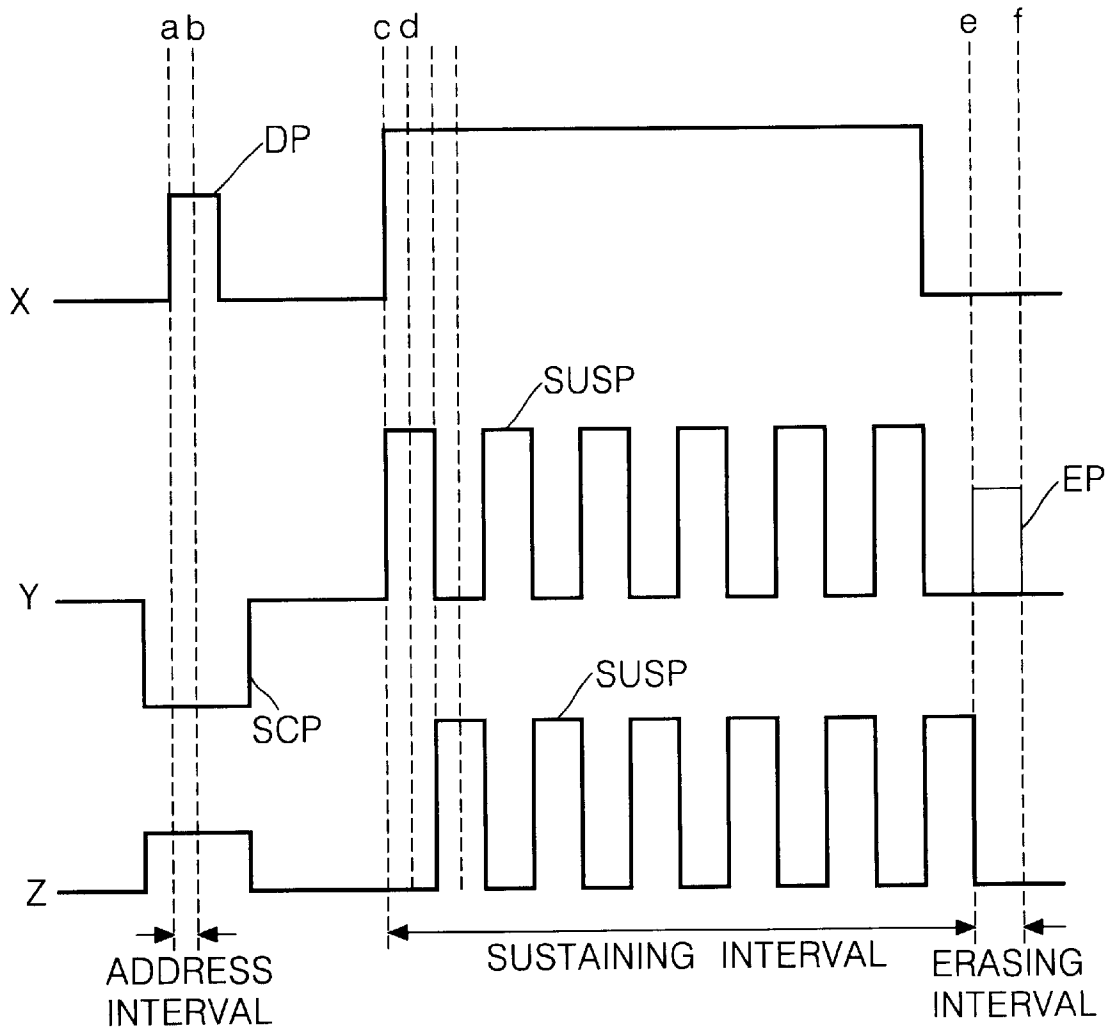 a b c d e f
DP
X
SUSP
EP
Y
SCP
SUSP
Z
ADDRESS
INTERVAL
SUSTAINING INTERVAL
ERASING
INTERVAL